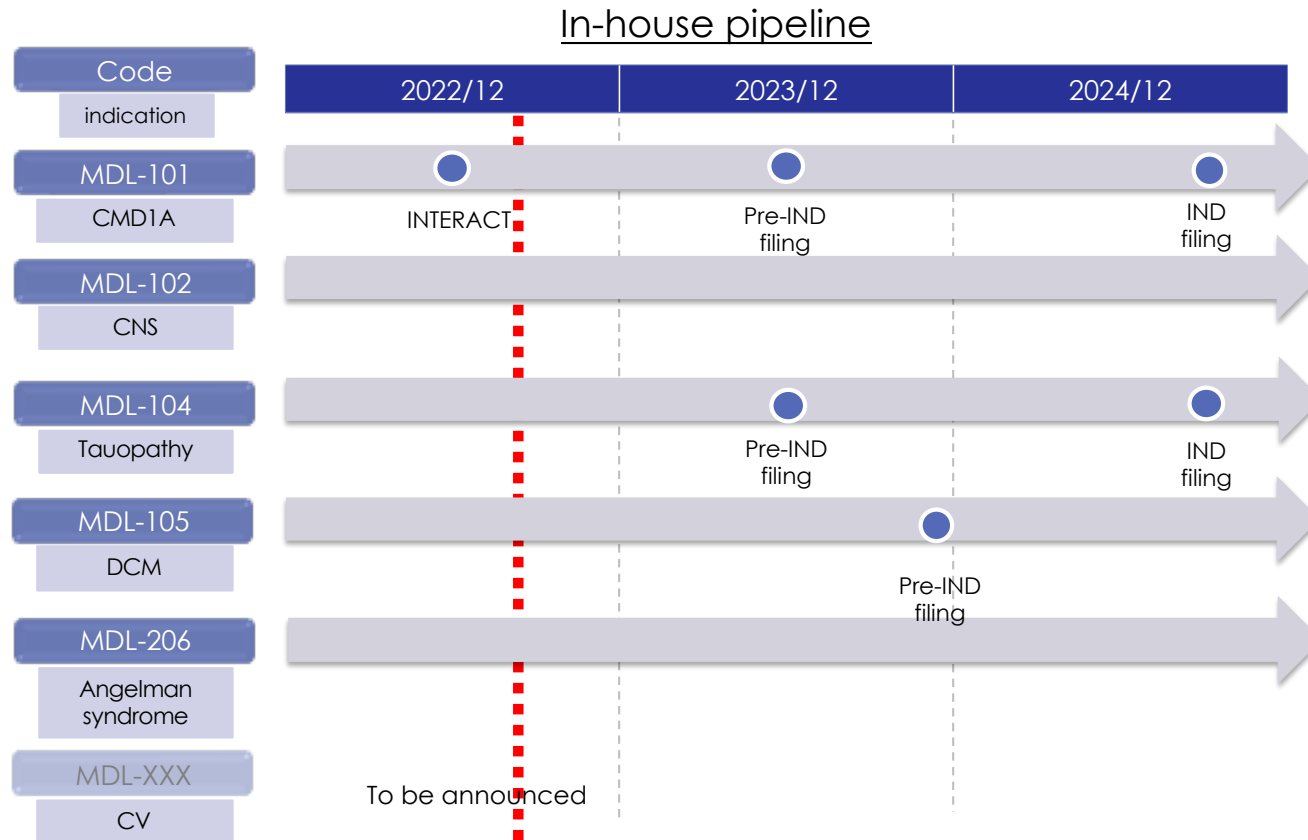 In-house pipeline
Code
indication
2022/12
2023/12
2024/12
MDL-101
CMD1A
INTERACT
Pre-IND
filing
IND
filing
MDL-102
CNS
MDL-104
Tauopathy
Pre-IND
filing
IND
filing
MDL-105
DCM
Pre-IND
filing
MDL-206
Angelman
syndrome
MDL-XXX
CV
To be announced